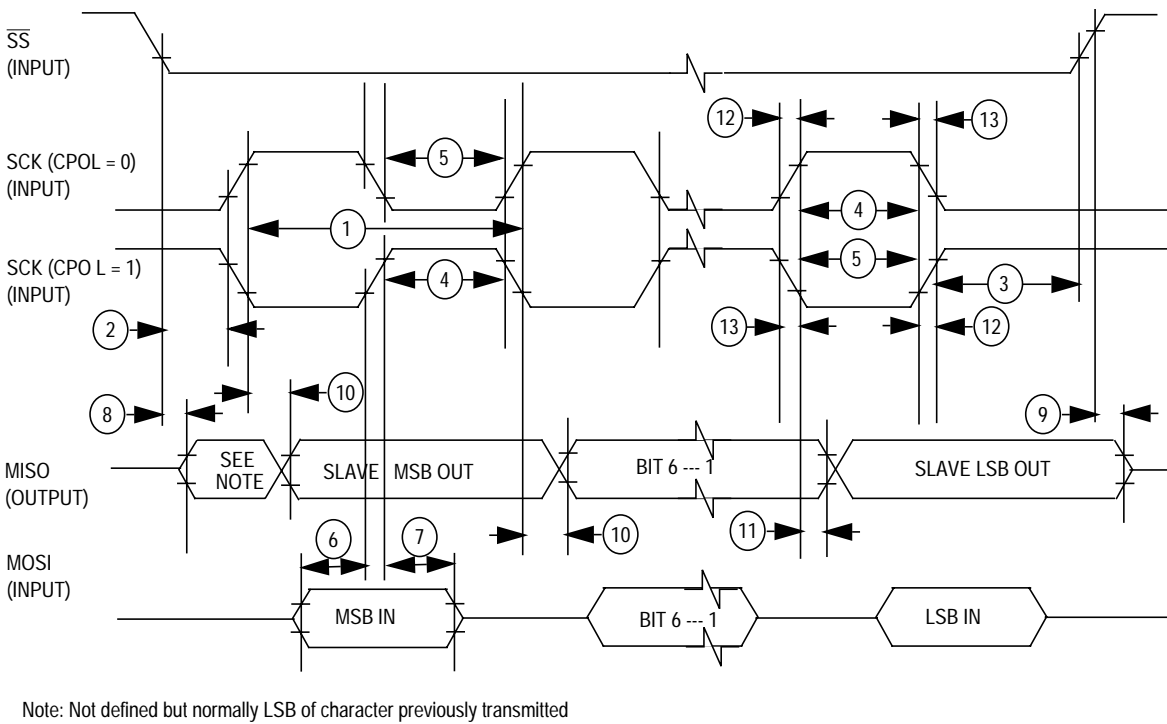 SS
(INPUT)
12
13
SCK (CPOL = 0)
(INPUT)
5
4
1
SCK (CPO L = 1)
(INPUT)
4
5
3
2
13
12
8
10
9
MISO
(OUTPUT)
SEE
NOTE
SLAVE MSB OUT
BIT 6 --- 1
SLAVE LSB OUT
6
7
10
11
MOSI
(INPUT)
MSB IN
BIT 6 --- 1
LSB IN
Note: Not defined but normally LSB of character previously transmitted